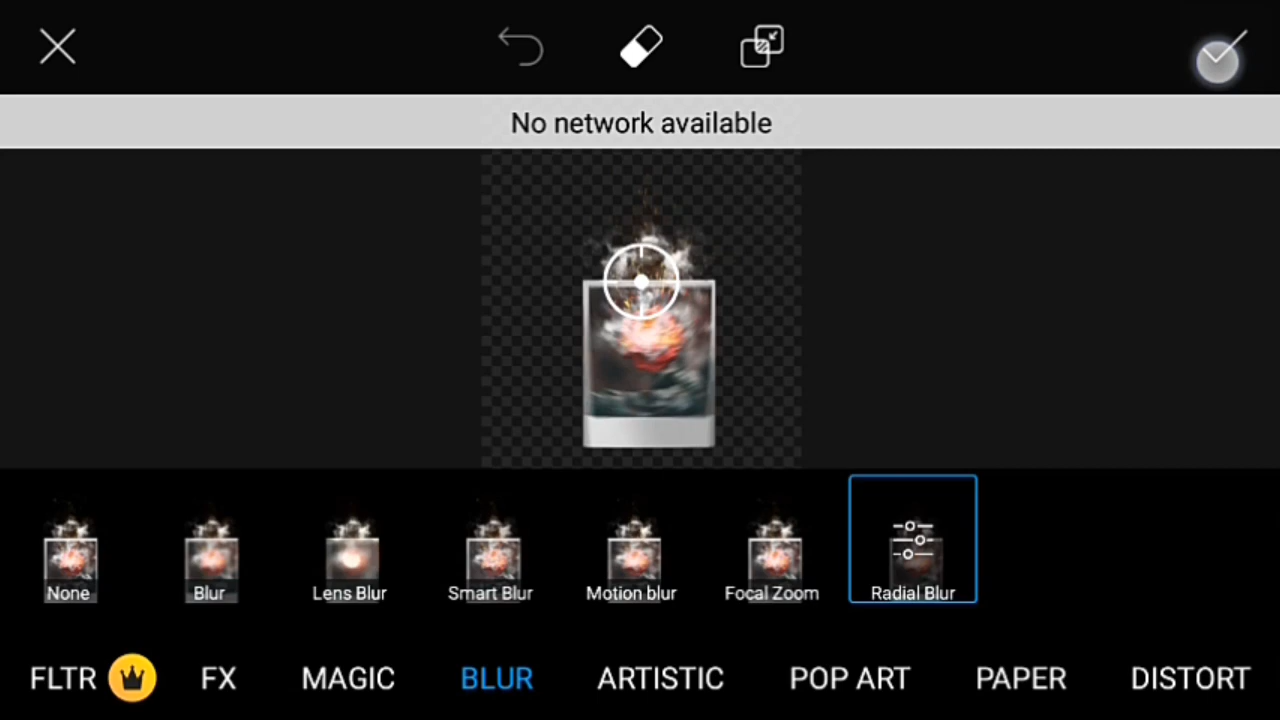 No network available
None
Blur
Lens Blur
Smart Blur
Motion blur
Focal Zoom
Radial Blur
FLTR FX MAGIC BLUR ARTISTIC POP ART PAPER DISTORT